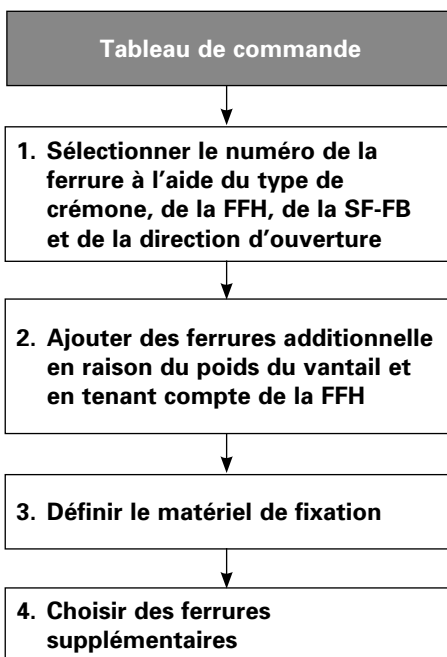 Tableau de commande
1. Sélectionner le numéro de la
ferrure à l’aide du type de
crémone, de la FFH, de la SF-FB
et de la direction d’ouverture
2. Ajouter des ferrures additionnelle
en raison du poids du vantail et
en tenant compte de la FFH
3. Définir le matériel de fixation
4. Choisir des ferrures
supplémentaires